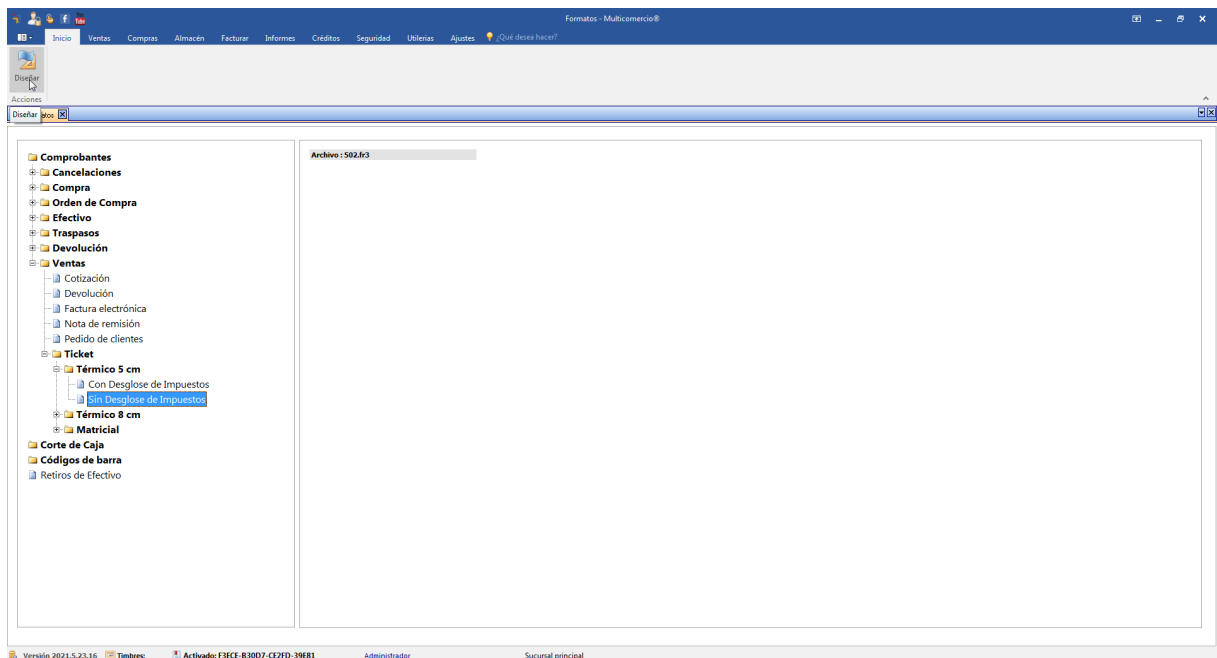 f You Tube Formatos - Multicomercio®
Inicio Ventas Compras Almacén Facturar Informes Créditos Seguridad Utilerias Ajustes ¿Qué desea hacer?
Diseñar
Acciones
Diseñar atos
Comprobantes
Cancelaciones
Compra
Orden de Compra
Efectivo
Traspasos
Devolución
Ventas
Cotización
Devolución
Factura electrónica
Nota de remisión
Pedido de clientes
Ticket
Térmico 5 cm
Con Desglose de Impuestos
Sin Desglose de Impuestos
Térmico 8 cm
Matricial
Corte de Caja
Códigos de barra
Retiros de Efectivo
Archivo : 502.fr3
Versión 2021.5.23.16 Timbres: Activado: F3ECE-B30D7-CE2FD-39E81 Administrador Sucursal principal